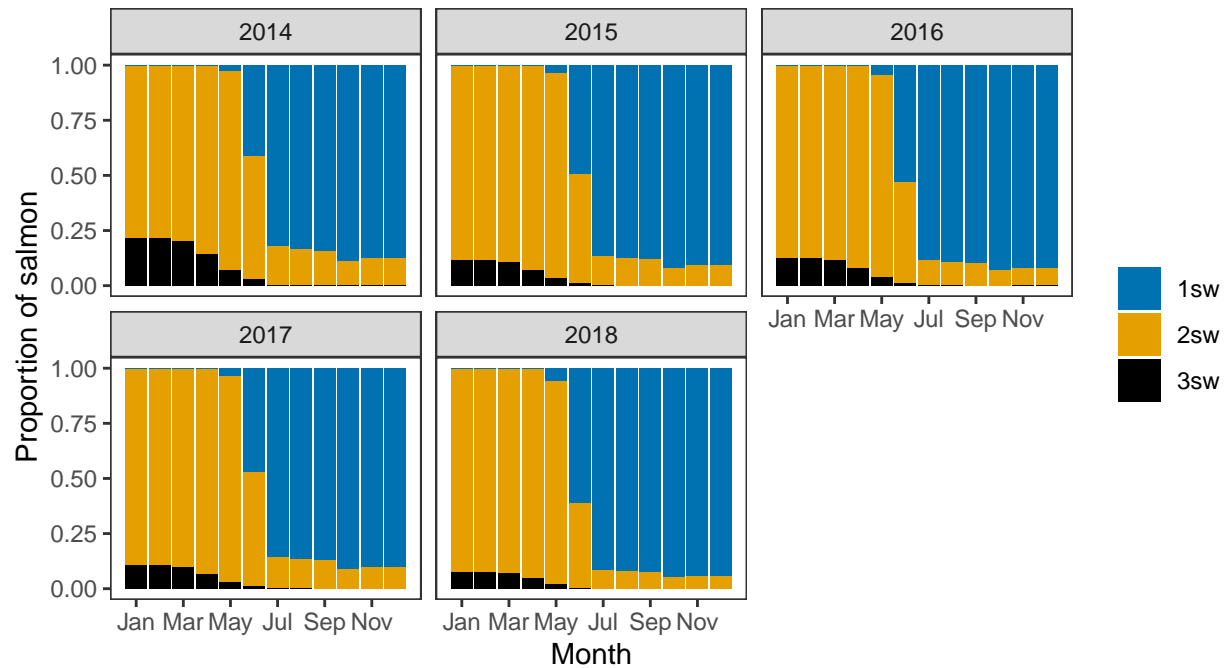 2014 2015 2016
1.00
0.75
0.50
0.25
0.00
Jan Mar May Jul Sep Nov
2017 2018
1.00
0.75
0.50
0.25
0.00
Jan Mar May Jul Sep Nov Jan Mar May Jul Sep Nov
Proportion of salmon
Month
1sw
2sw
3sw